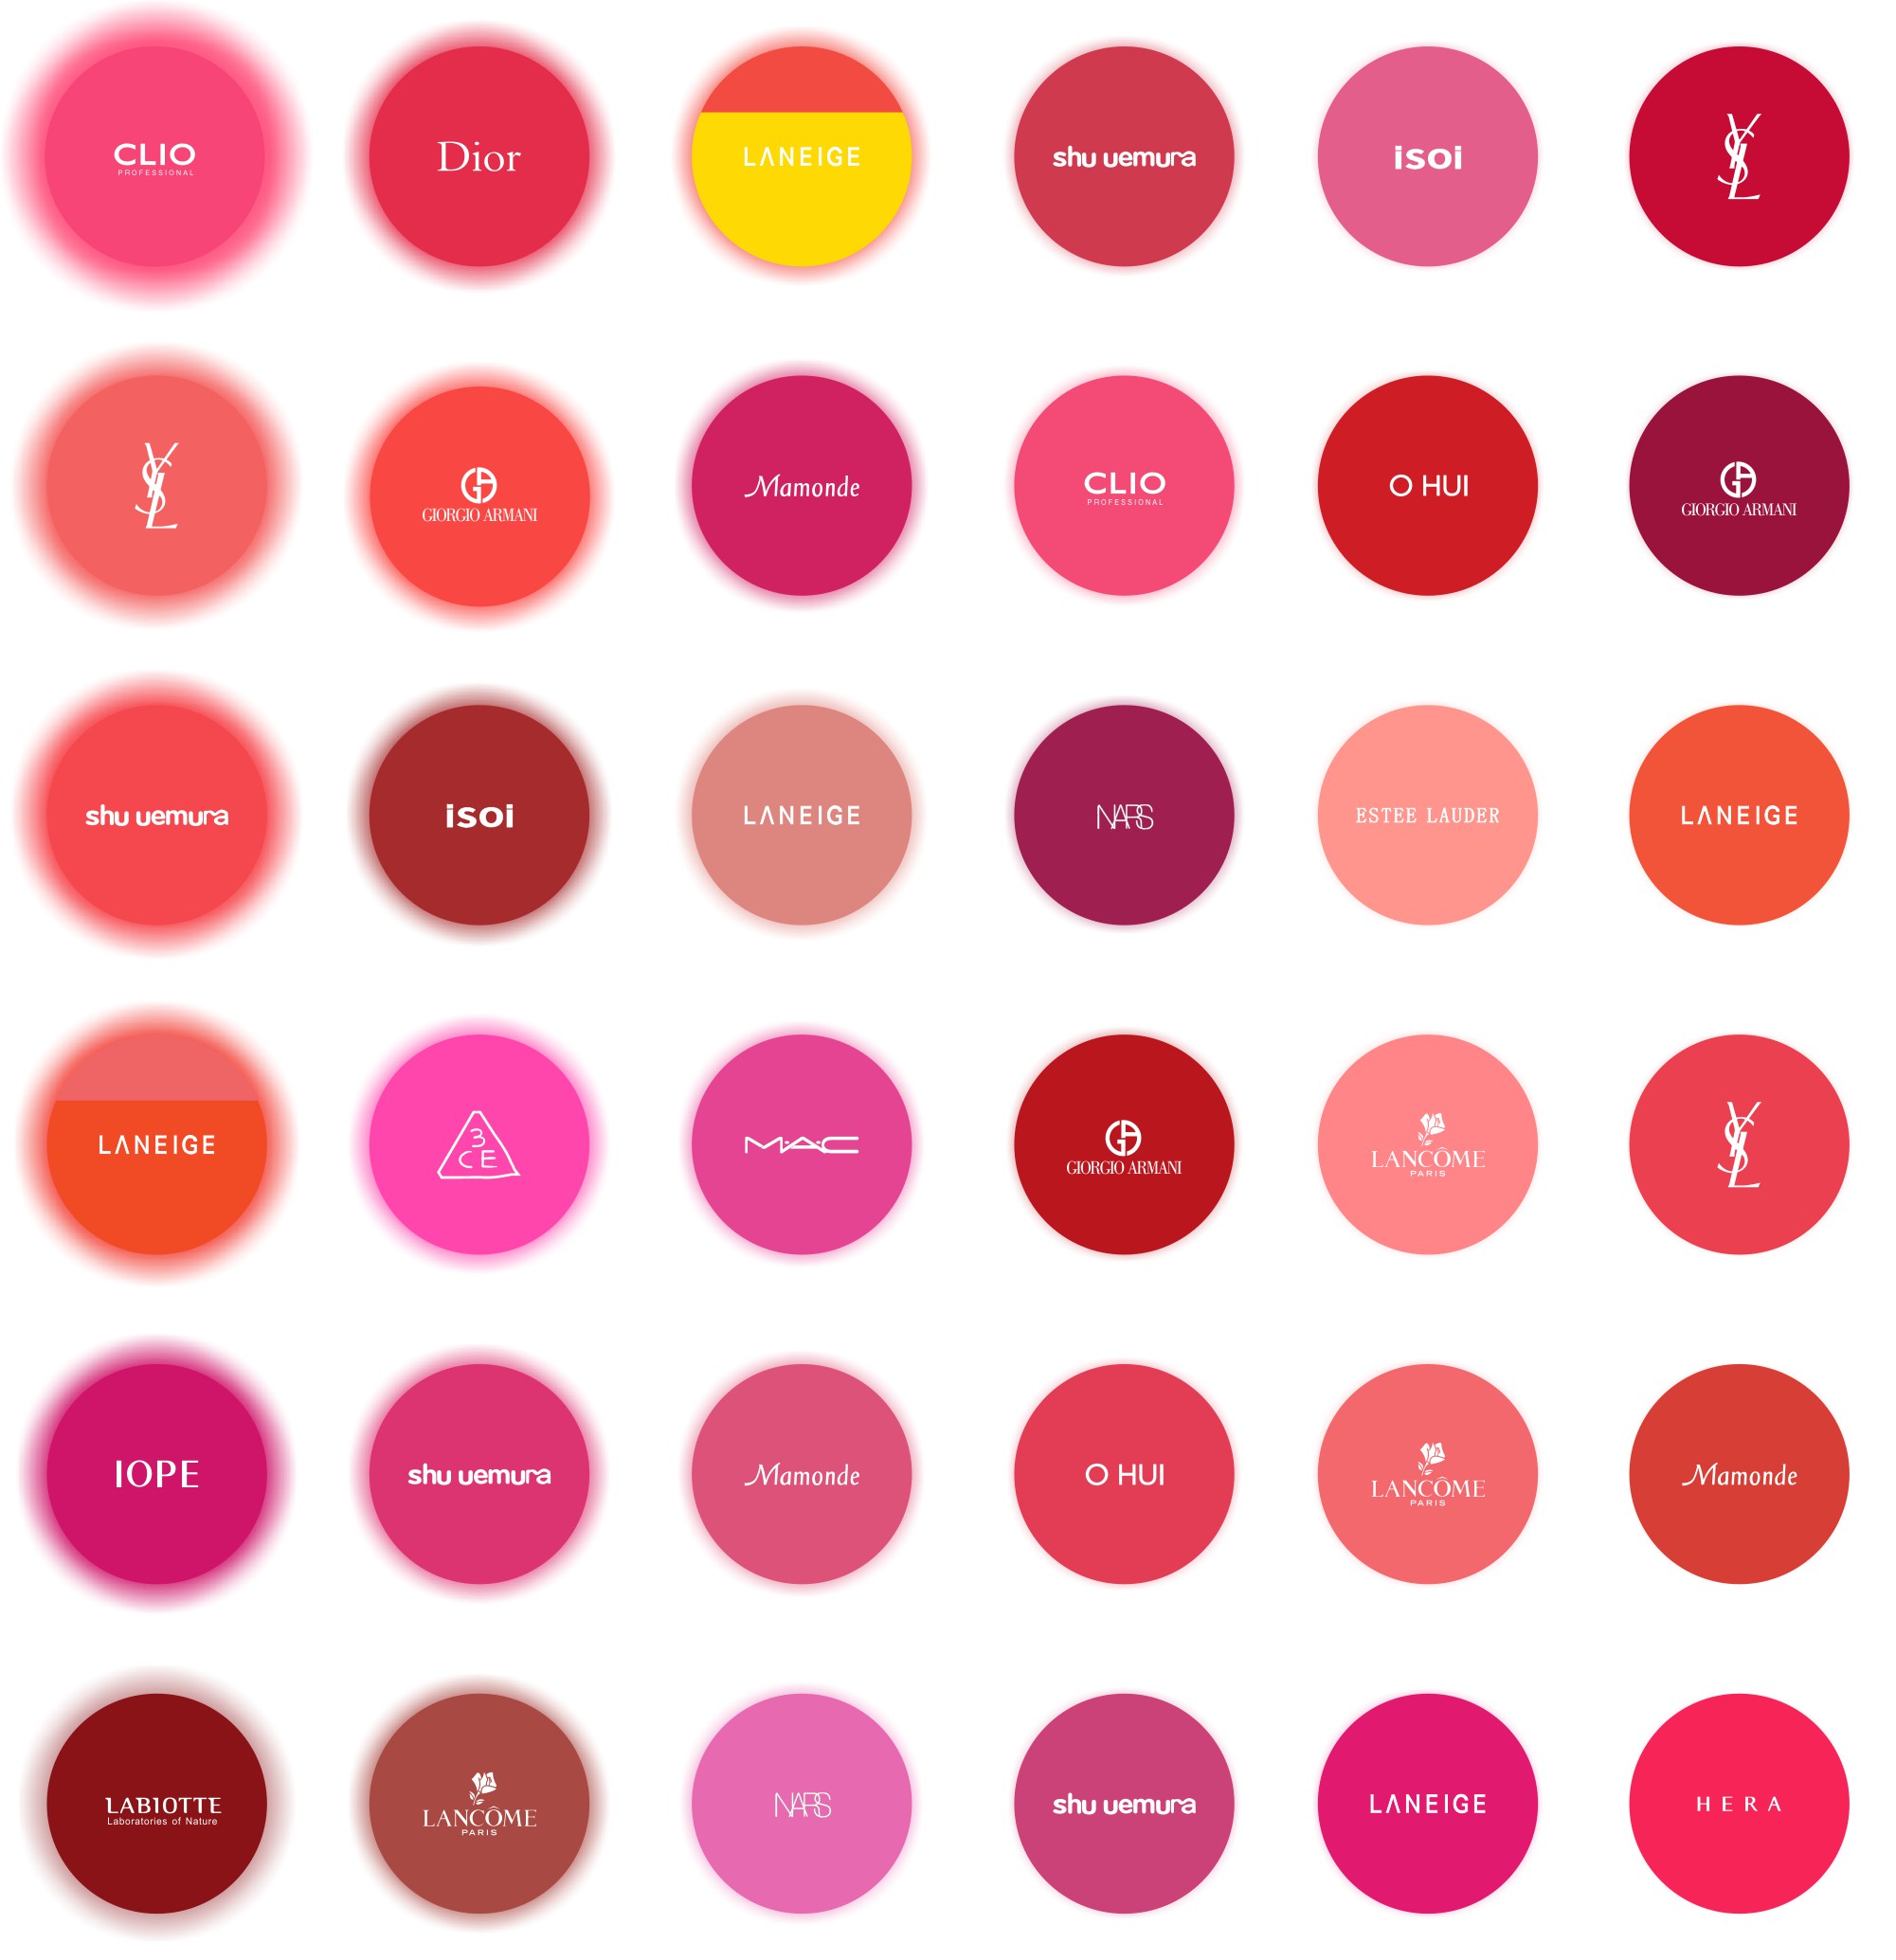 CLIO
PROFESSIONAL
Dior
LANEIGE
shu uemura
isoi
YSL
YSL
GIORGIO ARMANI
Mamonde
CLIO
PROFESSIONAL
O HUI
GIORGIO ARMANI
shu uemura
isoi
LANEIGE
NARS
ESTEE LAUDER
LANEIGE
LANEIGE
3
CE
M·A·C
GIORGIO ARMANI
LANCÔME
PARIS
YSL
IOPE
shu uemura
Mamonde
O HUI
LANCÔME
PARIS
Mamonde
LABIOTTE
Laboratories of Nature
LANCÔME
PARIS
NARS
shu uemura
LANEIGE
HERA